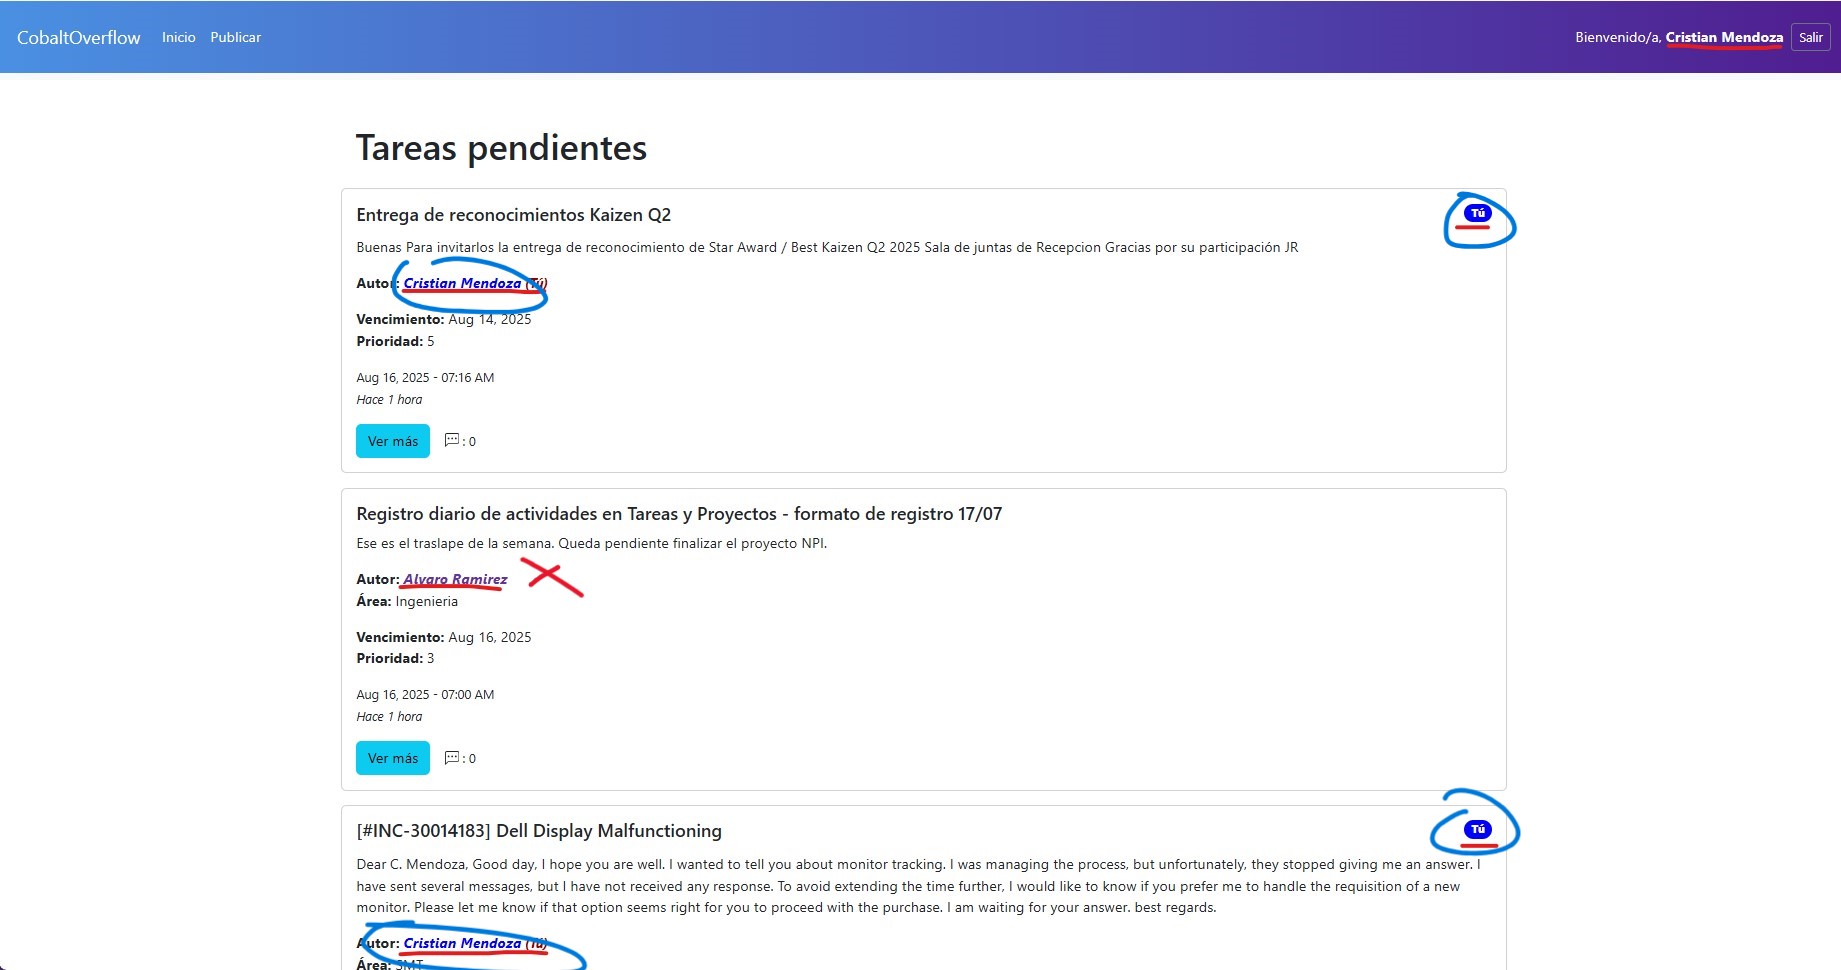 CobaltOverflow Inicio Publicar Bienvenido/a, Cristian Mendoza Salir
Tareas pendientes
Entrega de reconocimientos Kaizen Q2 Tú
Buenas Para invitarlos la entrega de reconocimiento de Star Award / Best Kaizen Q2 2025 Sala de juntas de Recepcion Gracias por su participación JR
Autor: Cristian Mendoza (Tú)
Vencimiento: Aug 14, 2025
Prioridad: 5
Aug 16, 2025 - 07:16 AM
Hace 1 hora
Ver más : 0
Registro diario de actividades en Tareas y Proyectos - formato de registro 17/07
Ese es el traslape de la semana. Queda pendiente finalizar el proyecto NPI.
Autor: Alvaro Ramirez
Área: Ingenieria
Vencimiento: Aug 16, 2025
Prioridad: 3
Aug 16, 2025 - 07:00 AM
Hace 1 hora
Ver más : 0
[#INC-30014183] Dell Display Malfunctioning Tú
Dear C. Mendoza, Good day, I hope you are well. I wanted to tell you about monitor tracking. I was managing the process, but unfortunately, they stopped giving me an answer. I
have sent several messages, but I have not received any response. To avoid extending the time further, I would like to know if you prefer me to handle the requisition of a new
monitor. Please let me know if that option seems right for you to proceed with the purchase. I am waiting for your answer. best regards.
Autor: Cristian Mendoza (Tú)
Área: SMT